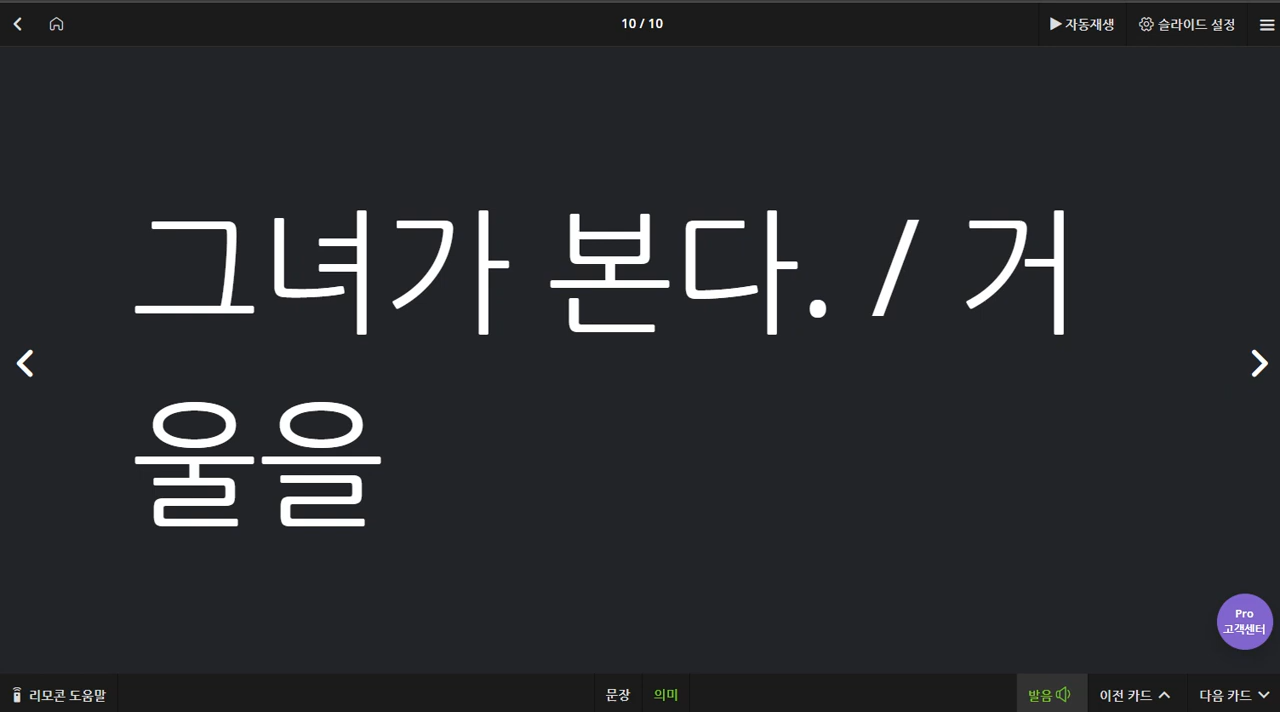 10 / 10
자동재생
슬라이드 설정
그녀가 본다. / 거
울을
Pro
고객센터
리모콘 도움말
문장
의미
발음
이전 카드
다음 카드